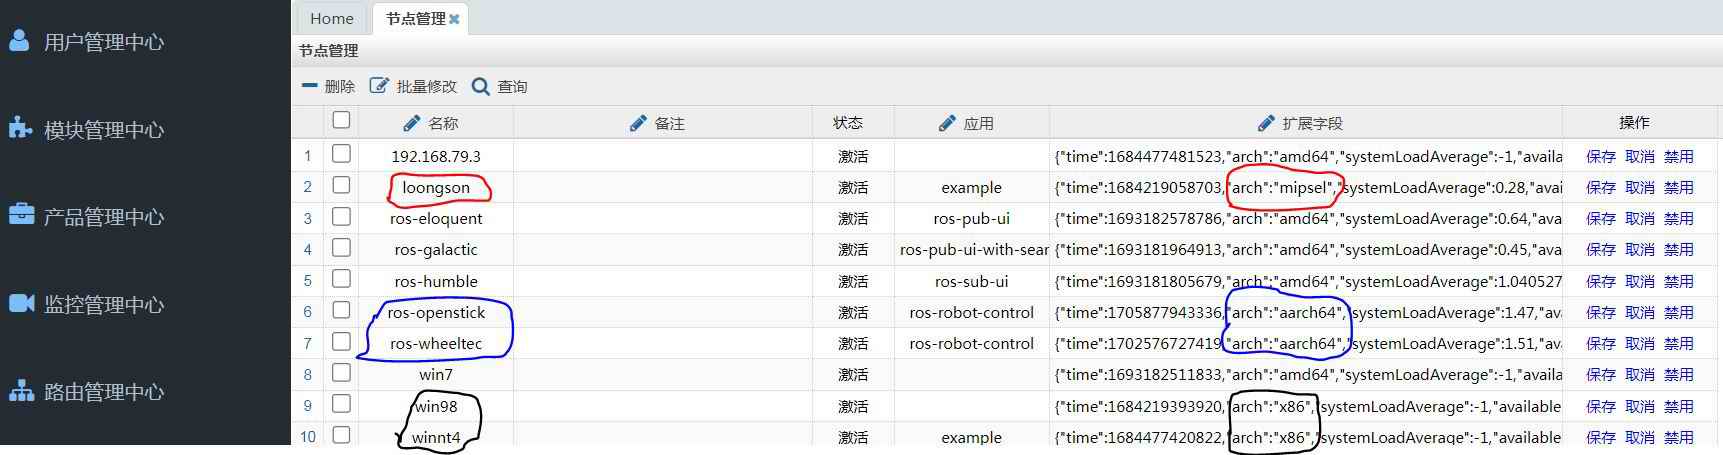 用户管理中心
模块管理中心
产品管理中心
监控管理中心
路由管理中心
Home 节点管理
节点管理
删除 批量修改 查询
名称 备注 状态 应用 扩展字段 操作
1 192.168.79.3 激活 {"time":1684477481523,"arch":"amd64","systemLoadAverage":-1,"availa 保存 取消 禁用
2 loongson 激活 example {"time":1684219058703,"arch":"mipsel","systemLoadAverage":0.28,"avai 保存 取消 禁用
3 ros-eloquent 激活 ros-pub-ui {"time":1693182578786,"arch":"amd64","systemLoadAverage":0.64,"avai 保存 取消 禁用
4 ros-galactic 激活 ros-pub-ui-with-sear {"time":1693181964913,"arch":"amd64","systemLoadAverage":0.45,"avai 保存 取消 禁用
5 ros-humble 激活 ros-sub-ui {"time":1693181805679,"arch":"amd64","systemLoadAverage":1.040527 保存 取消 禁用
6 ros-openstick 激活 ros-robot-control {"time":1705877943336,"arch":"aarch64","systemLoadAverage":1.47,"ava 保存 取消 禁用
7 ros-wheeltec 激活 ros-robot-control {"time":1702576727419,"arch":"aarch64","systemLoadAverage":1.51,"ava 保存 取消 禁用
8 win7 激活 {"time":1693182511833,"arch":"amd64","systemLoadAverage":-1,"availa 保存 取消 禁用
9 win98 激活 {"time":1684219393920,"arch":"x86","systemLoadAverage":-1,"available 保存 取消 禁用
10 winnt4 激活 example {"time":1684477420822,"arch":"x86","systemLoadAverage":-1,"available 保存 取消 禁用